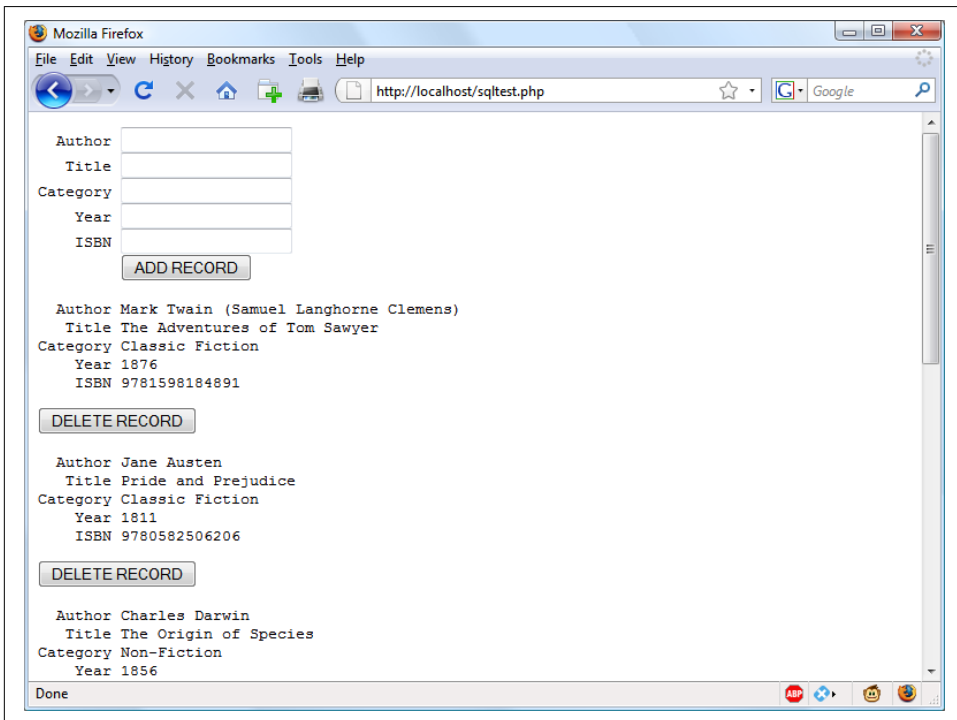 Mozilla Firefox
File Edit View History Bookmarks Tools Help
http://localhost/sqltest.php
G Google
Author
Title
Category
Year
ISBN
ADD RECORD
Author Mark Twain (Samuel Langhorne Clemens)
Title The Adventures of Tom Sawyer
Category Classic Fiction
Year 1876
ISBN 9781598184891
DELETE RECORD
Author Jane Austen
Title Pride and Prejudice
Category Classic Fiction
Year 1811
ISBN 9780582506206
DELETE RECORD
Author Charles Darwin
Title The Origin of Species
Category Non-Fiction
Year 1856
Done
ABP